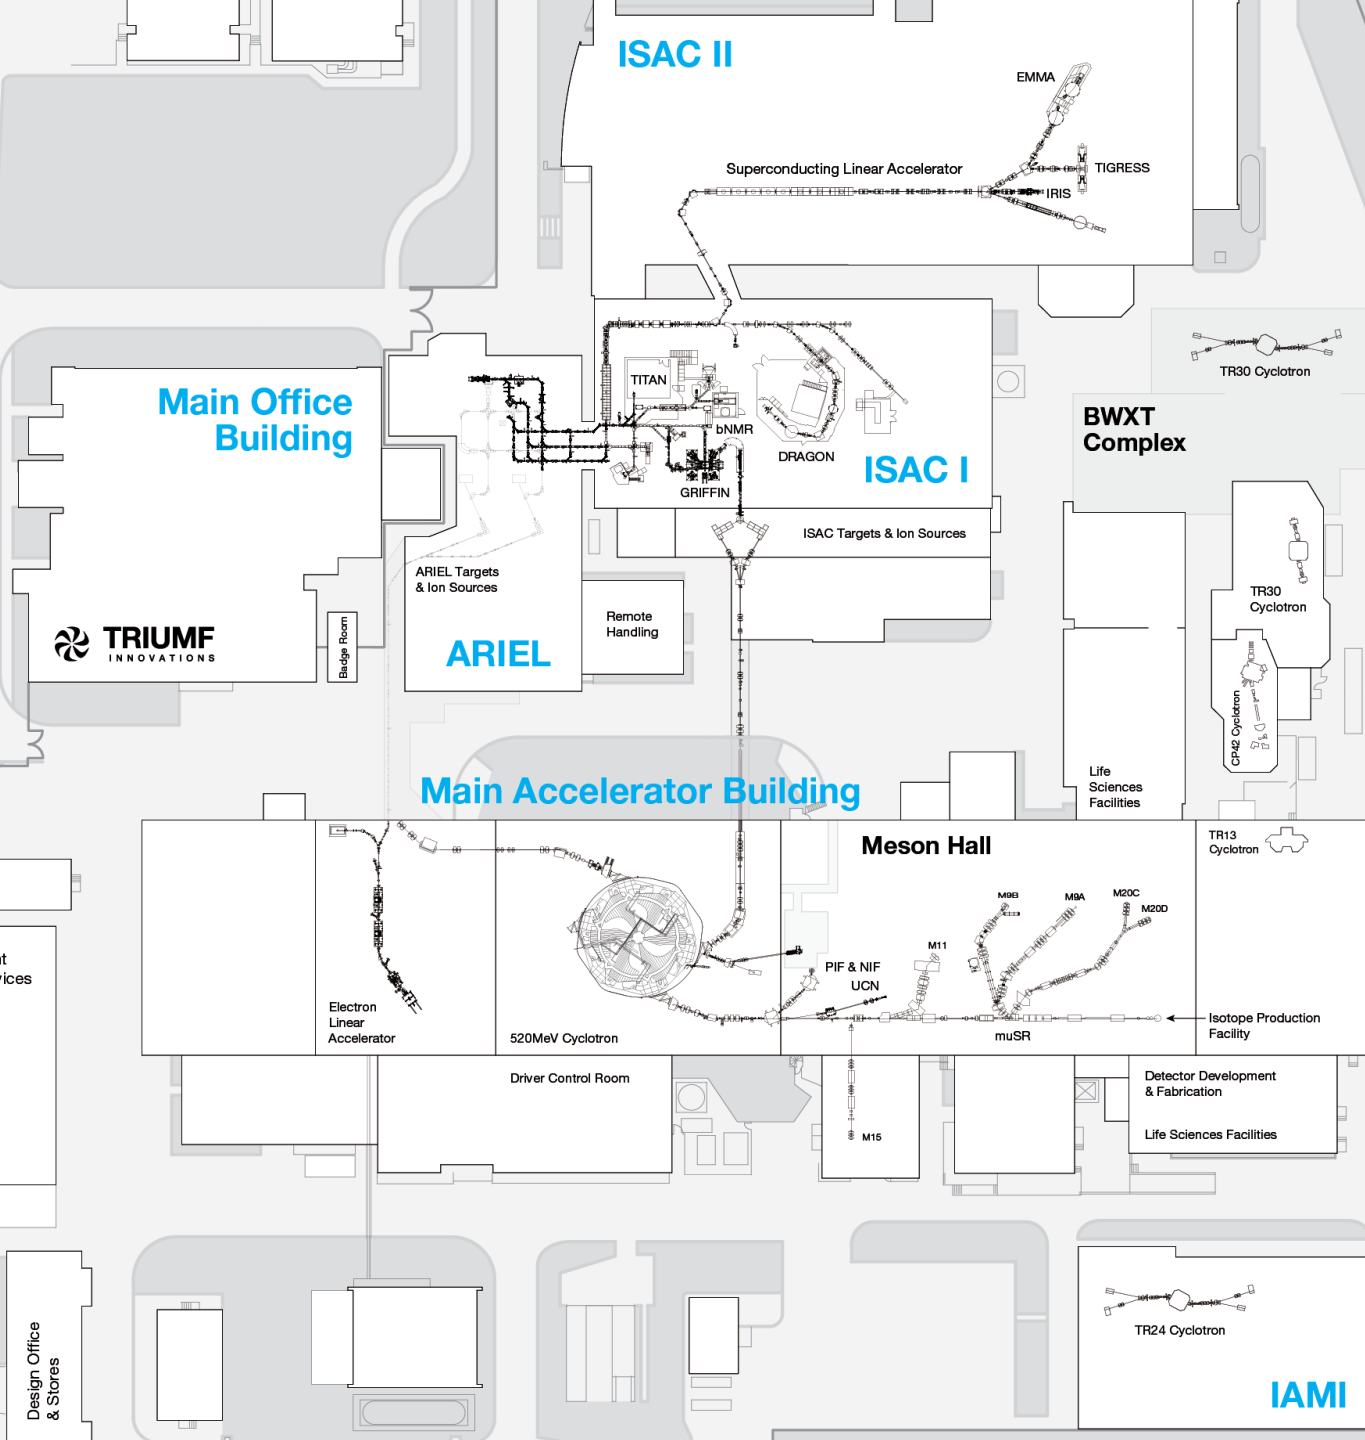 ISAC II
EMMA
Superconducting Linear Accelerator
TIGRESS
IRIS
TR30 Cyclotron
TITAN
bNMR
DRAGON
GRIFFIN
ISAC I
BWXT
Complex
Main Office
Building
ISAC Targets & Ion Sources
ARIEL Targets
& Ion Sources
ARIEL
Remote
Handling
Badge Room
TRIUMF
INNOVATIONS
TR30
Cyclotron
CP42 Cyclotron
Life
Sciences
Facilities
Main Accelerator Building
Meson Hall
TR13
Cyclotron
M9B
M9A
M20C
M20D
M11
PIF & NIF
UCN
muSR
Isotope Production
Facility
Electron
Linear
Accelerator
520MeV Cyclotron
Driver Control Room
M15
Detector Development
& Fabrication
Life Sciences Facilities
vices
Design Office
& Stores
TR24 Cyclotron
IAMI